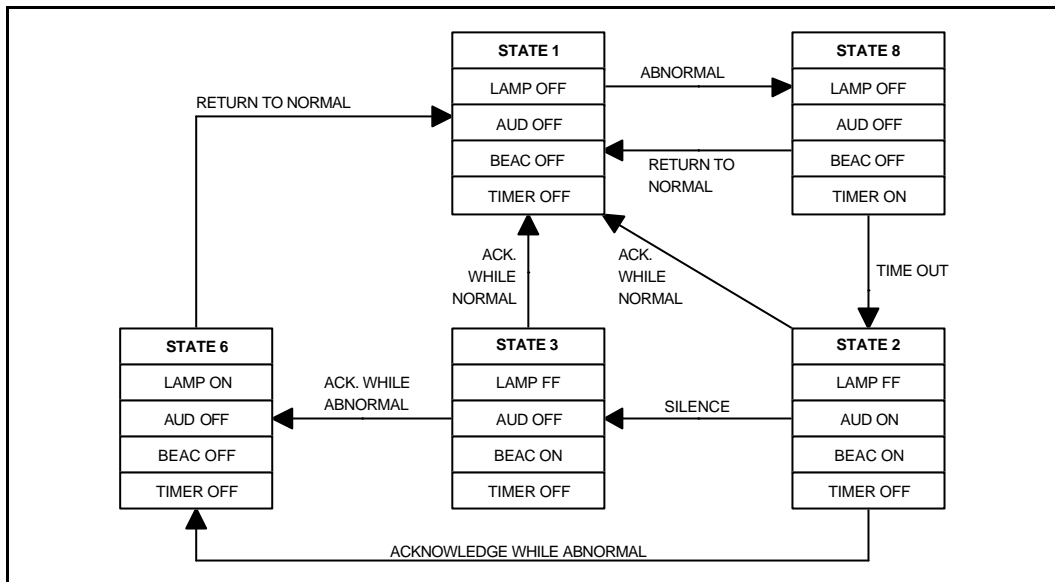 STATE 1
LAMP OFF
AUD OFF
BEAC OFF
TIMER OFF
ABNORMAL
STATE 8
LAMP OFF
AUD OFF
BEAC OFF
TIMER ON
RETURN TO NORMAL
RETURN TO
NORMAL
ACK.
WHILE
NORMAL
ACK.
WHILE
NORMAL
TIME OUT
STATE 6
LAMP ON
AUD OFF
BEAC OFF
TIMER OFF
ACK. WHILE
ABNORMAL
STATE 3
LAMP FF
AUD OFF
BEAC ON
TIMER OFF
SILENCE
STATE 2
LAMP FF
AUD ON
BEAC ON
TIMER OFF
ACKNOWLEDGE WHILE ABNORMAL